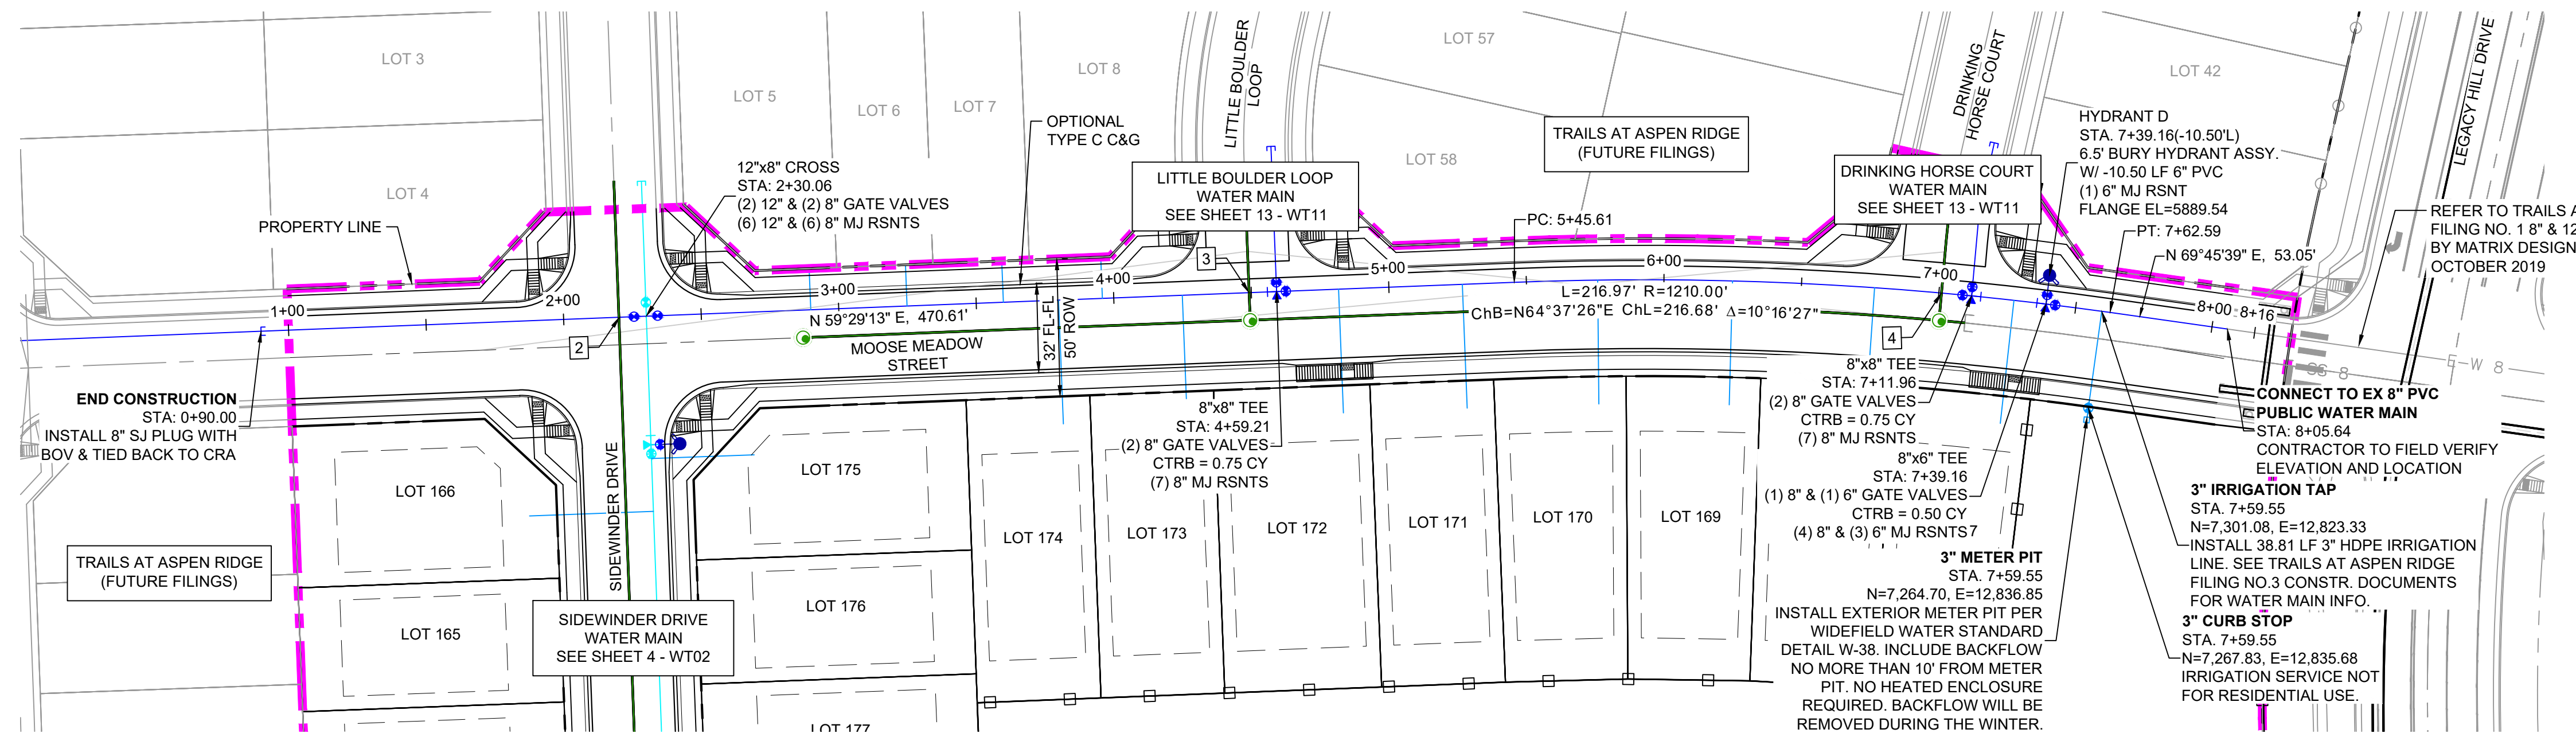 LOT 3
LOT 4
PROPERTY LINE
1+00
2+00
END CONSTRUCTION
STA: 0+90.00
INSTALL 8" SJ PLUG WITH
BOV & TIED BACK TO CRA
TRAILS AT ASPEN RIDGE
(FUTURE FILINGS)
LOT 166
LOT 165
2
SIDEWINDER DRIVE
SIDEWINDER DRIVE
WATER MAIN
SEE SHEET 4 - WT02
LOT 5
LOT 6
LOT 7
LOT 8
12"x8" CROSS
STA: 2+30.06
(2) 12" & (2) 8" GATE VALVES
(6) 12" & (6) 8" MJ RSNTS
OPTIONAL
TYPE C C&G
3+00
4+00
N 59°29'13" E, 470.61'
MOOSE MEADOW
STREET
32' FL-FL
50' ROW
LOT 175
LOT 176
LOT 177
LOT 174
LOT 173
LOT 172
LOT 171
LOT 170
LOT 169
LITTLE BOULDER
LOOP
LITTLE BOULDER LOOP
WATER MAIN
SEE SHEET 13 - WT11
3
8"x8" TEE
STA: 4+59.21
(2) 8" GATE VALVES
CTRB = 0.75 CY
(7) 8" MJ RSNTS
LOT 57
LOT 58
TRAILS AT ASPEN RIDGE
(FUTURE FILINGS)
PC: 5+45.61
5+00
6+00
7+00
L=216.97' R=1210.00'
ChB=N64°37'26"E ChL=216.68' Δ=10°16'27"
DRINKING
HORSE COURT
DRINKING HORSE COURT
WATER MAIN
SEE SHEET 13 - WT11
4
8"x8" TEE
STA: 7+11.96
(2) 8" GATE VALVES
CTRB = 0.75 CY
(7) 8" MJ RSNTS
8"x6" TEE
STA: 7+39.16
(1) 8" & (1) 6" GATE VALVES
CTRB = 0.50 CY
(4) 8" & (3) 6" MJ RSNTS7
3" METER PIT
STA. 7+59.55
N=7,264.70, E=12,836.85
INSTALL EXTERIOR METER PIT PER
WIDEFIELD WATER STANDARD
DETAIL W-38. INCLUDE BACKFLOW
NO MORE THAN 10' FROM METER
PIT. NO HEATED ENCLOSURE
REQUIRED. BACKFLOW WILL BE
REMOVED DURING THE WINTER.
LOT 42
HYDRANT D
STA. 7+39.16(-10.50'L)
6.5' BURY HYDRANT ASSY.
W/ -10.50 LF 6" PVC
(1) 6" MJ RSNT
FLANGE EL=5889.54
PT: 7+62.59
N 69°45'39" E, 53.05'
8+00
8+16
LEGACY HILL DRIVE
REFER TO TRAILS A
FILING NO. 1 8" & 12
BY MATRIX DESIGN
OCTOBER 2019
E-W 8
SS 8
CONNECT TO EX 8" PVC
PUBLIC WATER MAIN
STA: 8+05.64
CONTRACTOR TO FIELD VERIFY
ELEVATION AND LOCATION
3" IRRIGATION TAP
STA. 7+59.55
N=7,301.08, E=12,823.33
INSTALL 38.81 LF 3" HDPE IRRIGATION
LINE. SEE TRAILS AT ASPEN RIDGE
FILING NO.3 CONSTR. DOCUMENTS
FOR WATER MAIN INFO.
3" CURB STOP
STA. 7+59.55
N=7,267.83, E=12,835.68
IRRIGATION SERVICE NOT
FOR RESIDENTIAL USE.